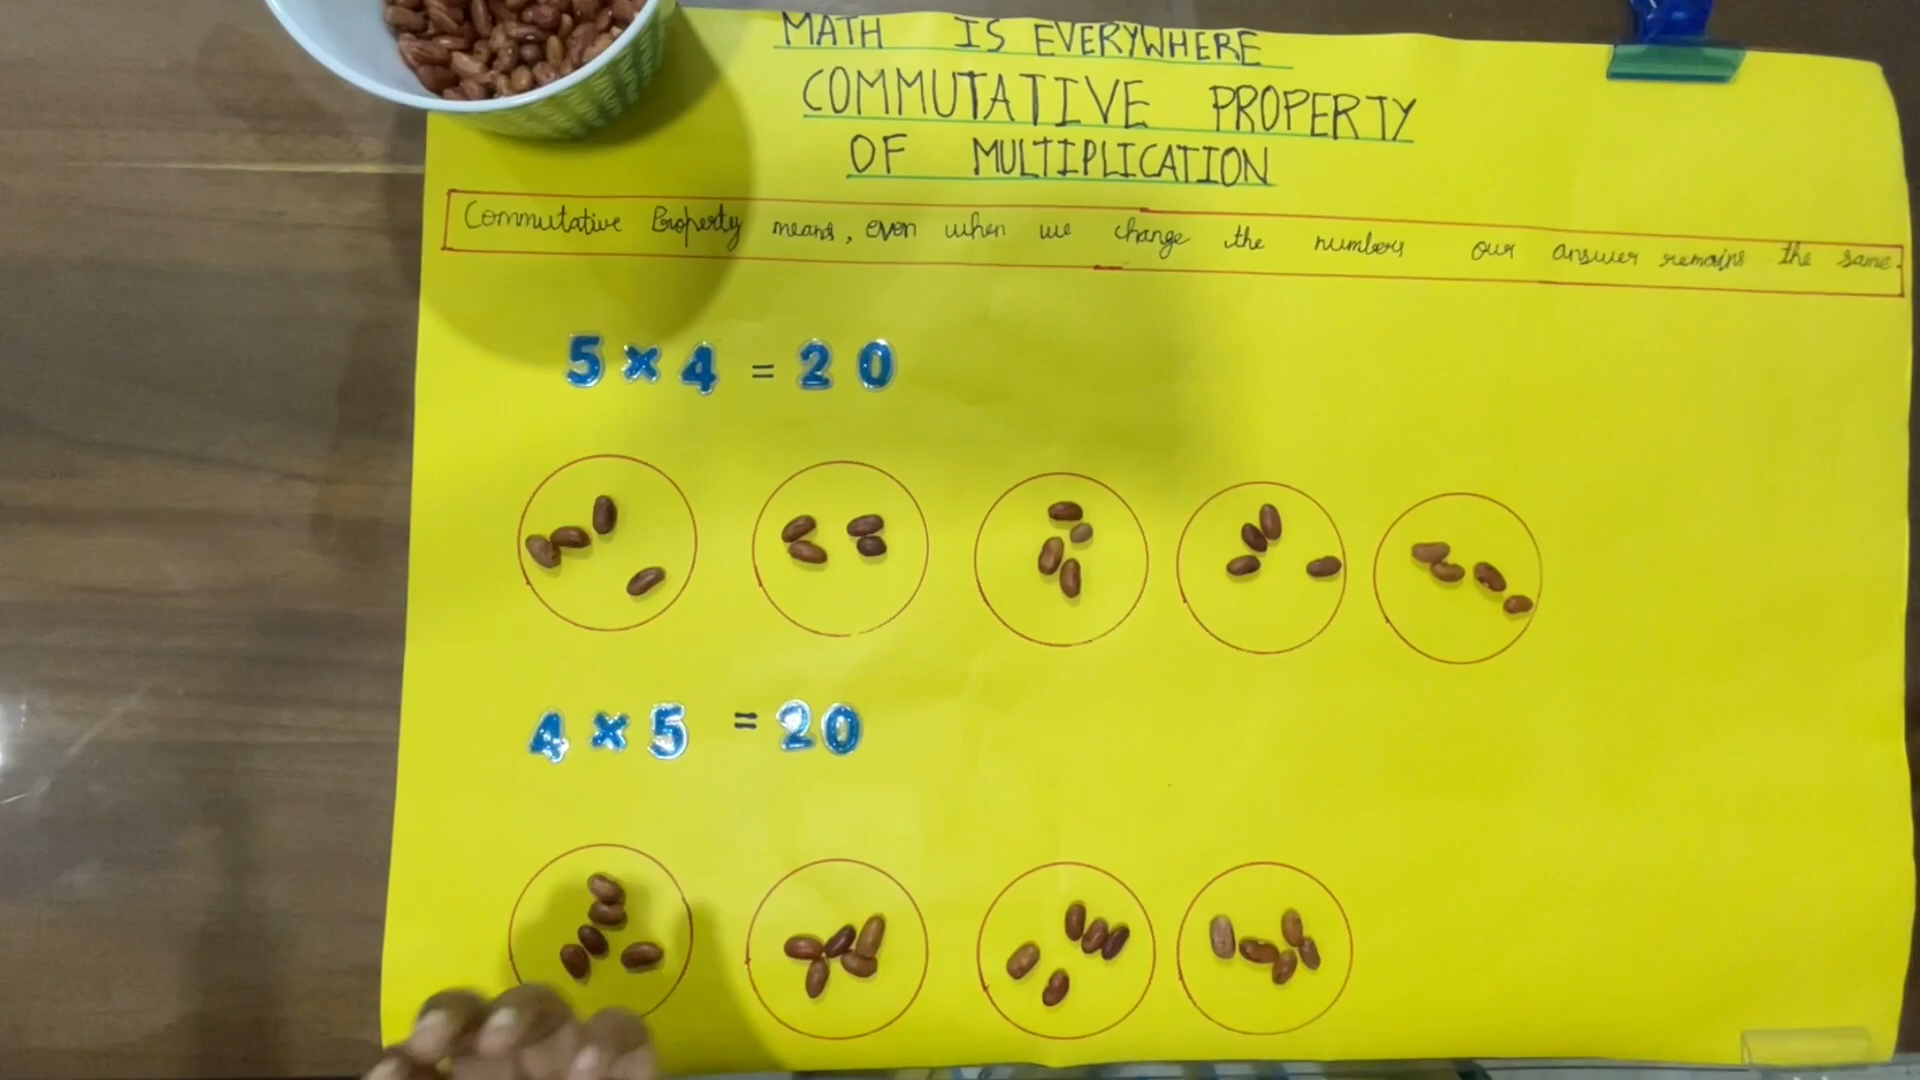 MATH IS EVERYWHERE
COMMUTATIVE PROPERTY
OF MULTIPLICATION
Commutative Property means, even when we change the numbers our answer remains the same.
5 × 4 = 20
4 × 5 = 20